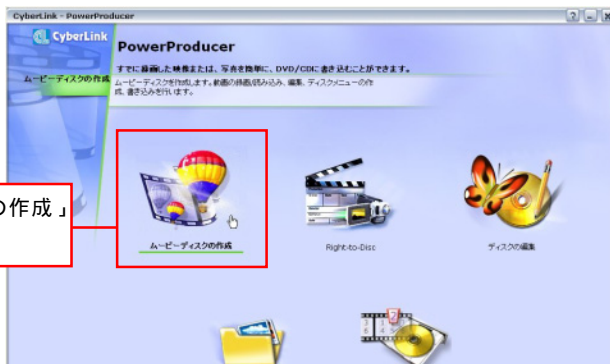 CyberLink - PowerProducer
CyberLink
PowerProducer
すでに録画した映像または、写真を簡単に、DVD/CDに書き込むことができます。
ムービーディスクの作成
ムービーディスクを作成します。動画の録画/読み込み、編集、ディスクメニューの作
成、書き込みを行います。
の作成」
ムービーディスクの作成
Right-to-Disc
ディスクの編集